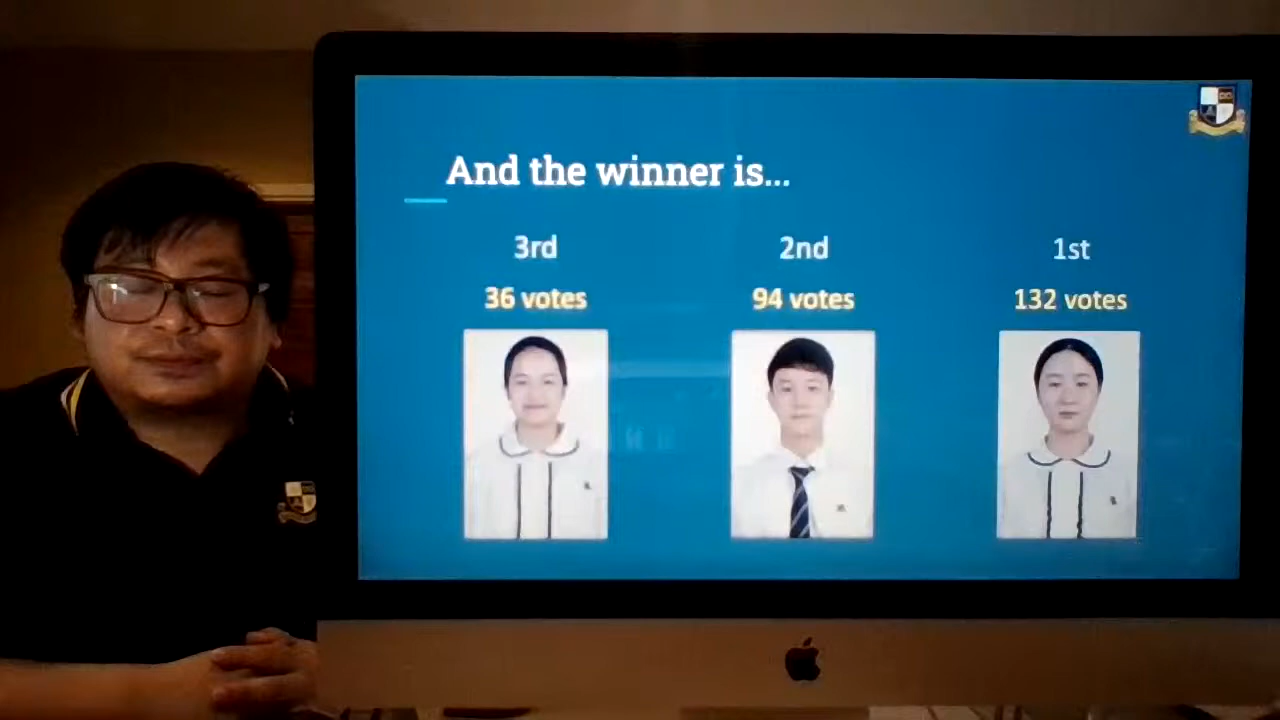 And the winner is...
3rd
2nd
1st
36 votes
94 votes
132 votes